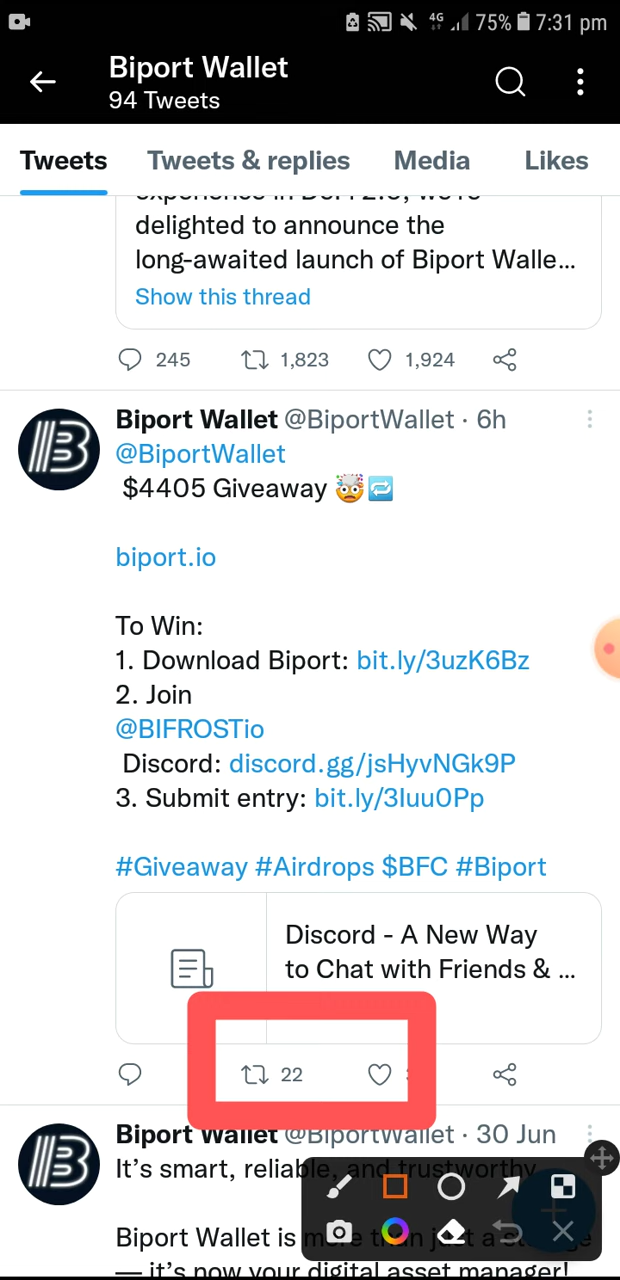 4G 75% 7:31 pm
Biport Wallet
94 Tweets
Tweets Tweets & replies Media Likes
delighted to announce the
long-awaited launch of Biport Walle...
Show this thread
245 1,823 1,924
Biport Wallet @BiportWallet · 6h
@BiportWallet
$4405 Giveaway 🤯🔁
biport.io
To Win:
1. Download Biport: bit.ly/3uzK6Bz
2. Join
@BIFROSTio
Discord: discord.gg/jsHyvNGk9P
3. Submit entry: bit.ly/3Iuu0Pp
#Giveaway #Airdrops $BFC #Biport
Discord - A New Way
to Chat with Friends & ...
22
Biport Wallet @BiportWallet · 30 Jun
It's smart, reliable, and trustworthy
Biport Wallet is more than just a
— it's now your digital asset manager!